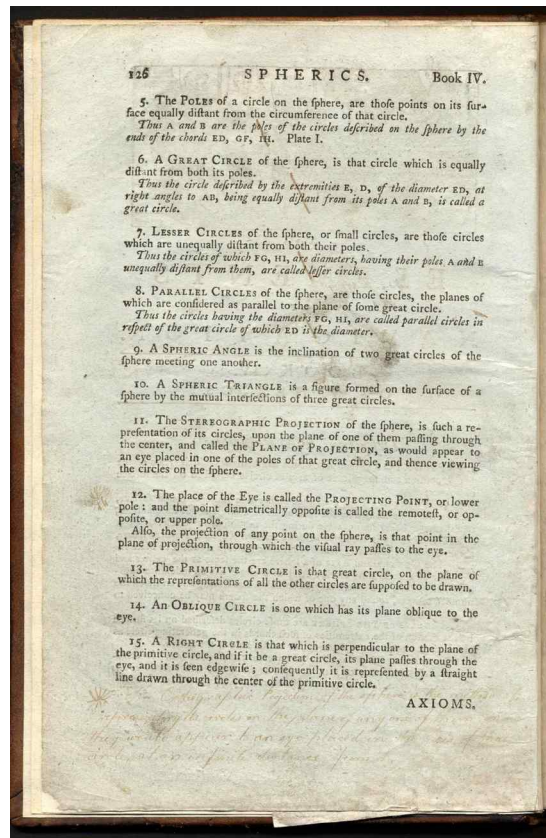 126 SPHERICS. Book IV.
5. The POLES of a circle on the sphere, are those points on its sur-
face equally diſtant from the circumference of that circle.
Thus A and B are the poles of the circles deſcribed on the ſphere by the
ends of the chords ED, GF, IH. Plate I.
6. A GREAT CIRCLE of the ſphere, is that circle which is equally
diſtant from both its poles.
Thus the circle deſcribed by the extremities E, D, of the diameter ED, at
right angles to AB, being equally diſtant from its poles A and B, is called a
great circle.
7. LESSER CIRCLES of the ſphere, or ſmall circles, are thoſe circles
which are unequally diſtant from both their poles.
Thus the circles of which FG, HI, are diameters, having their poles A and B
unequally diſtant from them, are called leſſer circles.
8. PARALLEL CIRCLES of the ſphere, are thoſe circles, the planes of
which are conſidered as parallel to the plane of ſome great circle.
Thus the circles having the diameters FG, HI, are called parallel circles in
reſpect of the great circle of which ED is the diameter.
9. A SPHERIC ANGLE is the inclination of two great circles of the
ſphere meeting one another.
10. A SPHERIC TRIANGLE is a figure formed on the ſurface of a
ſphere by the mutual interſections of three great circles.
11. The STEREOGRAPHIC PROJECTION of the ſphere, is ſuch a re-
preſentation of its circles, upon the plane of one of them paſſing through
the center, and called the PLANE OF PROJECTION, as would appear to
an eye placed in one of the poles of that great circle, and thence viewing
the circles on the ſphere.
12. The place of the Eye is called the PROJECTING POINT, or lower
pole : and the point diametrically oppoſite is called the remoteſt, or op-
poſite, or upper pole.
Alſo, the projection of any point on the ſphere, is that point in the
plane of projection, through which the viſual ray paſſes to the eye.
13. The PRIMITIVE CIRCLE is that great circle, on the plane of
which the repreſentations of all the other circles are ſuppoſed to be drawn.
14. An OBLIQUE CIRCLE is one which has its plane oblique to the
eye.
15. A RIGHT CIRCLE is that which is perpendicular to the plane of
the primitive circle, and if it be a great circle, its plane paſſes through the
eye, and it is ſeen edgewiſe ; conſequently it is repreſented by a ſtraight
line drawn through the center of the primitive circle.
AXIOMS.